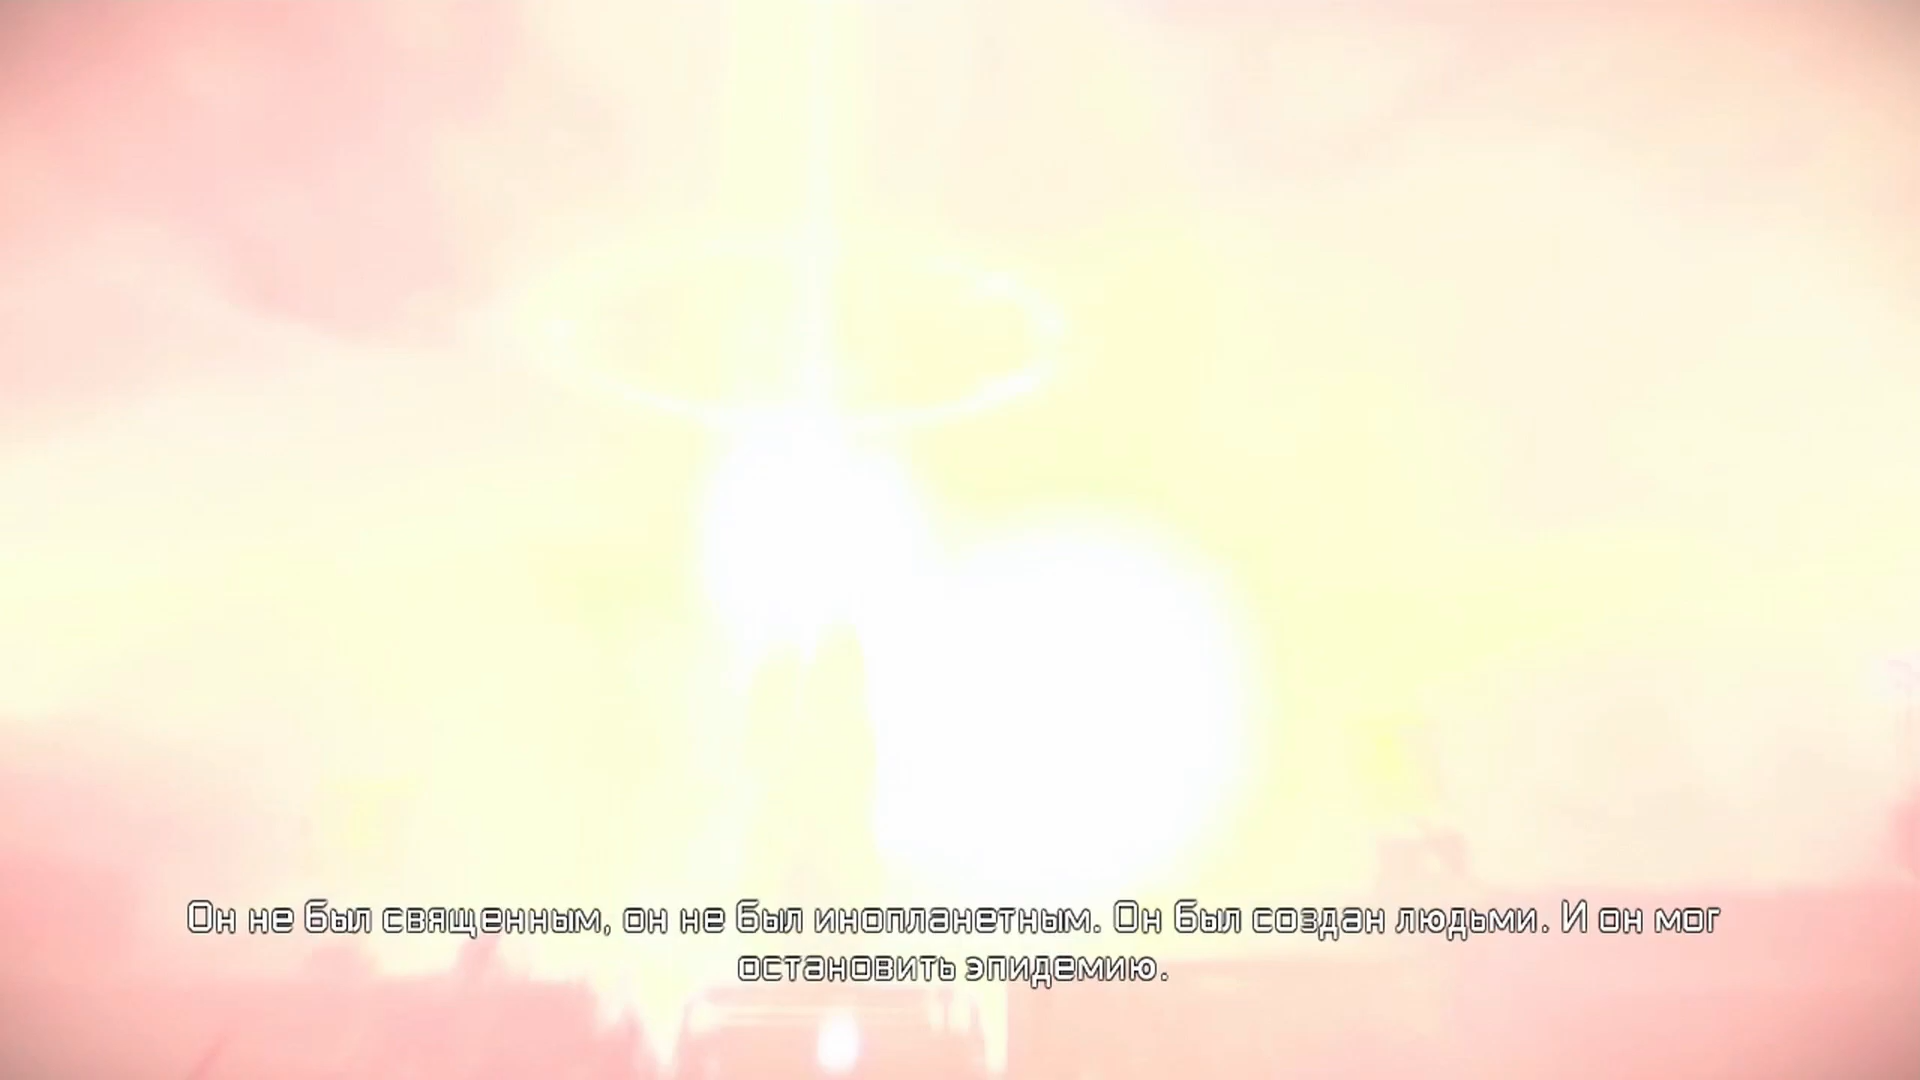 Он не был священным, он не был инопланетным. Он был создан людьми. И он мог
остановить эпидемию.